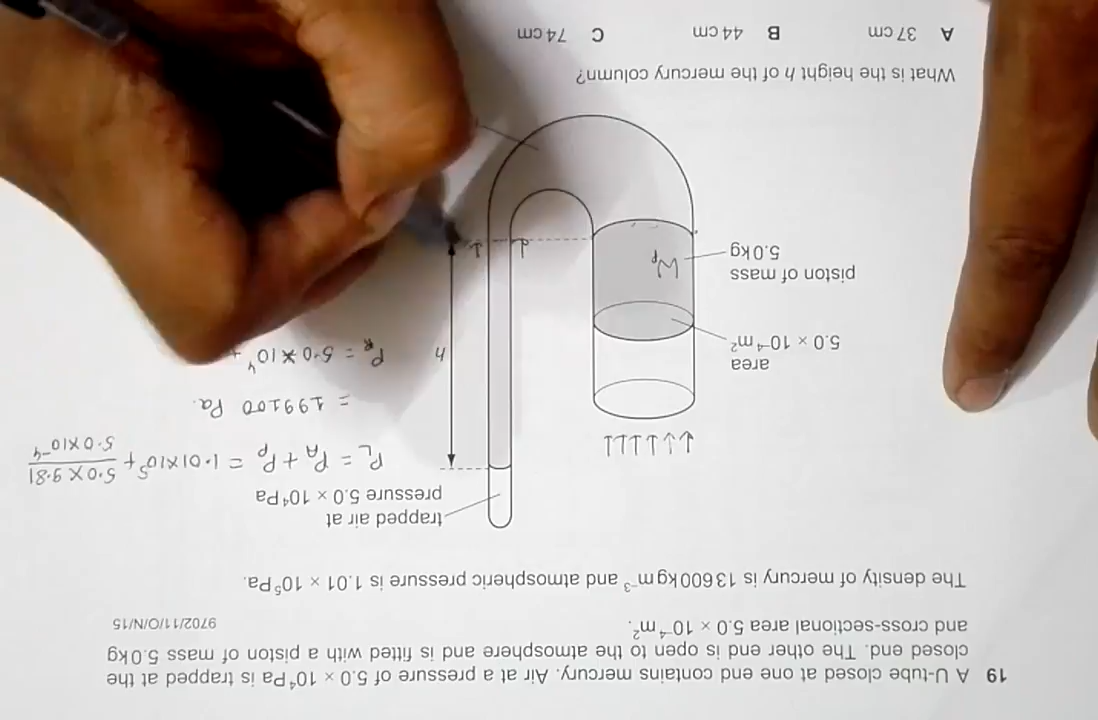 19 A U-tube closed at one end contains mercury. Air at a pressure of 5.0 × 10⁴ Pa is trapped at the
closed end. The other end is open to the atmosphere and is fitted with a piston of mass 5.0 kg
and cross-sectional area 5.0 × 10⁻⁴ m².
9702/11/O/N/15
The density of mercury is 13 600 kg m⁻³ and atmospheric pressure is 1.01 × 10⁵ Pa.
trapped air at
pressure 5.0 × 10⁴ Pa
P_L = P_A + P_P = 1.01×10⁵ + 5.0×9.81 / 5.0×10⁻⁴
= 199100 Pa.
P_R = 5.0 × 10⁴ +
area
5.0 × 10⁻⁴ m²
piston of mass
5.0 kg
W_P
h
What is the height h of the mercury column?
A 37 cm B 44 cm C 74 cm